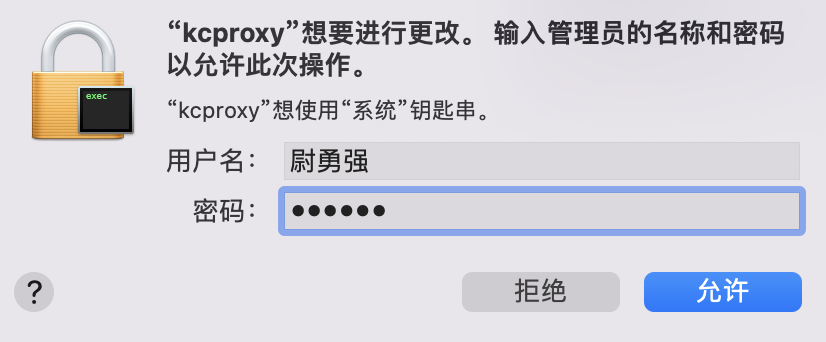 “kcproxy”想要进行更改。 输入管理员的名称和密码
以允许此次操作。
“kcproxy”想使用“系统”钥匙串。
用户名： 尉勇强
密码： ●●●●●●
? 拒绝 允许
exec